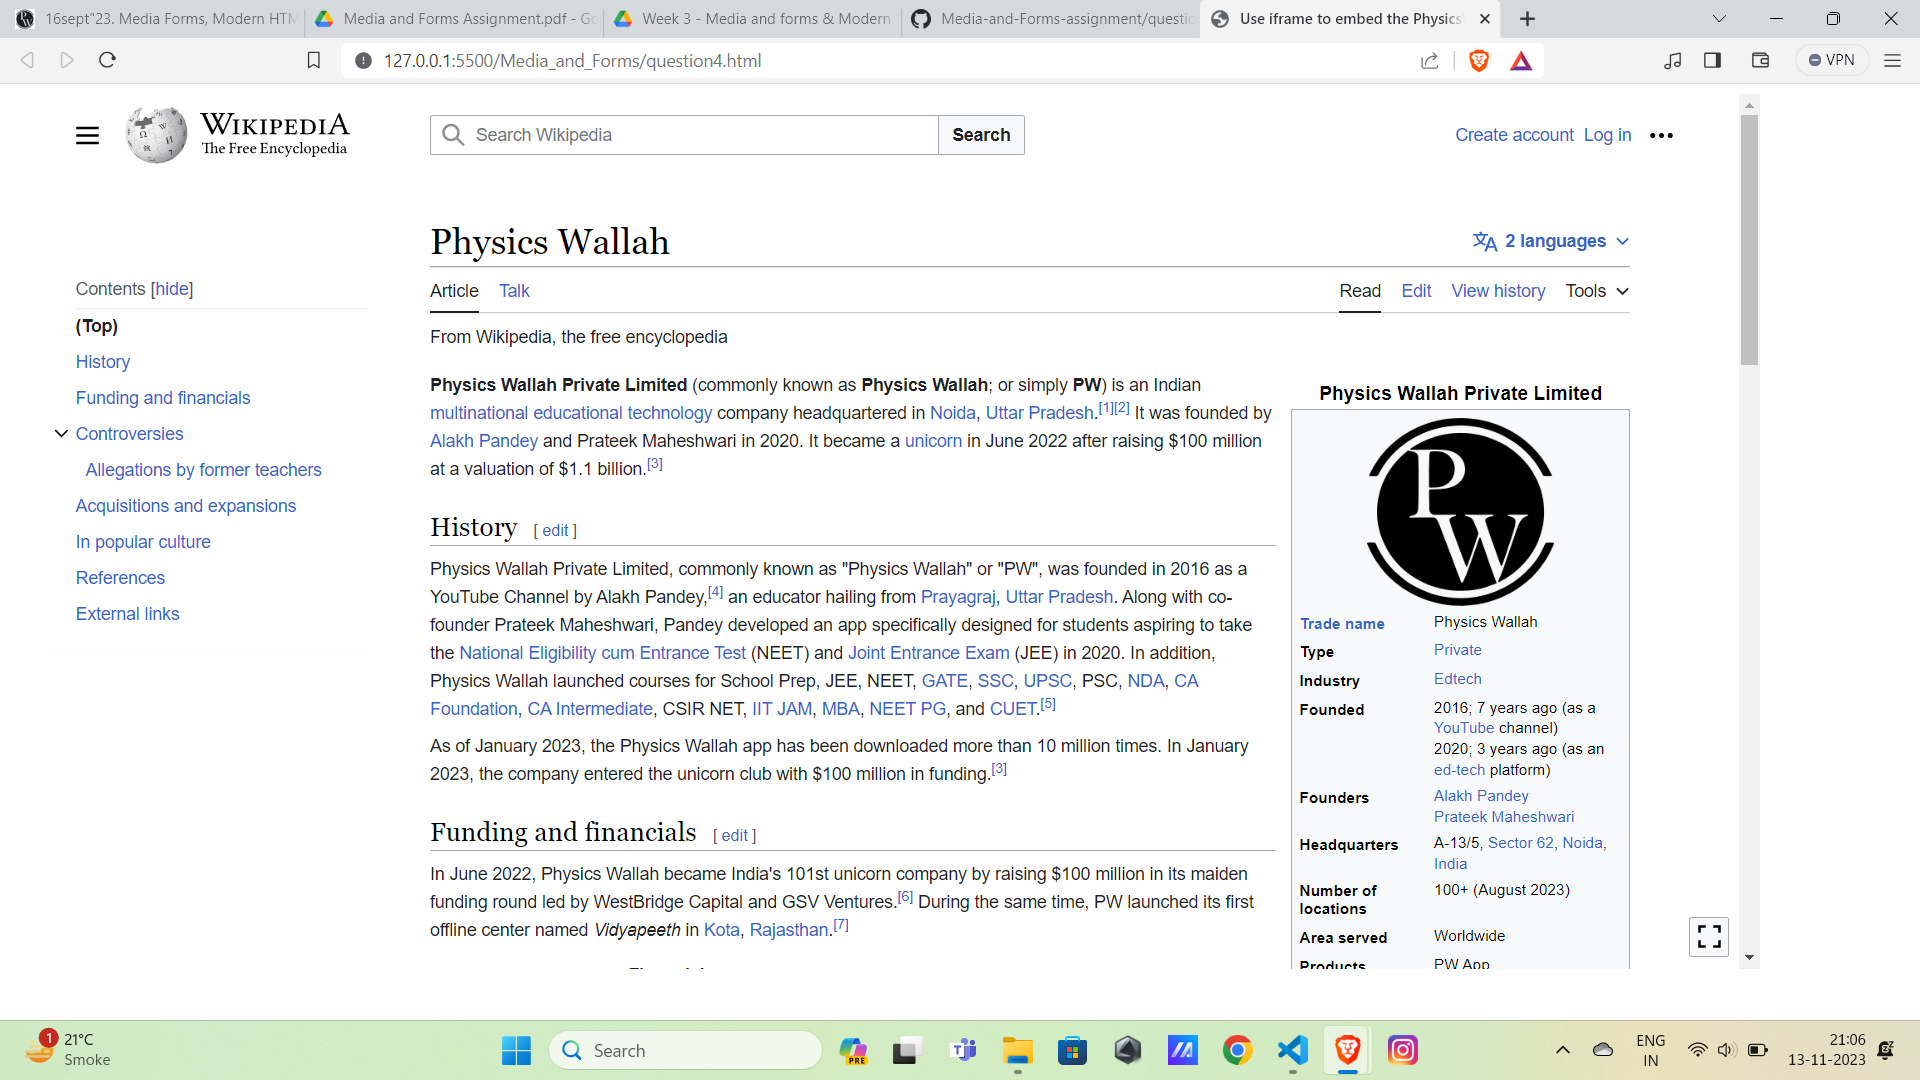 16sept"23. Media Forms, Modern HTM
Media and Forms Assignment.pdf - Go
Week 3 - Media and forms & Modern
Media-and-Forms-assignment/questio
Use iframe to embed the Physics
127.0.0.1:5500/Media_and_Forms/question4.html
VPN
WIKIPEDIA
The Free Encyclopedia
Search Wikipedia
Search
Create account Log in
Physics Wallah
2 languages
Contents [hide]
(Top)
History
Funding and financials
Controversies
Allegations by former teachers
Acquisitions and expansions
In popular culture
References
External links
Article Talk
Read Edit View history Tools
From Wikipedia, the free encyclopedia
Physics Wallah Private Limited (commonly known as Physics Wallah; or simply PW) is an Indian
multinational educational technology company headquartered in Noida, Uttar Pradesh.[1][2] It was founded by
Alakh Pandey and Prateek Maheshwari in 2020. It became a unicorn in June 2022 after raising $100 million
at a valuation of $1.1 billion.[3]
History [ edit ]
Physics Wallah Private Limited, commonly known as "Physics Wallah" or "PW", was founded in 2016 as a
YouTube Channel by Alakh Pandey,[4] an educator hailing from Prayagraj, Uttar Pradesh. Along with co-
founder Prateek Maheshwari, Pandey developed an app specifically designed for students aspiring to take
the National Eligibility cum Entrance Test (NEET) and Joint Entrance Exam (JEE) in 2020. In addition,
Physics Wallah launched courses for School Prep, JEE, NEET, GATE, SSC, UPSC, PSC, NDA, CA
Foundation, CA Intermediate, CSIR NET, IIT JAM, MBA, NEET PG, and CUET.[5]
As of January 2023, the Physics Wallah app has been downloaded more than 10 million times. In January
2023, the company entered the unicorn club with $100 million in funding.[3]
Funding and financials [ edit ]
In June 2022, Physics Wallah became India's 101st unicorn company by raising $100 million in its maiden
funding round led by WestBridge Capital and GSV Ventures.[6] During the same time, PW launched its first
offline center named Vidyapeeth in Kota, Rajasthan.[7]
Physics Wallah Private Limited
PW
Trade name Physics Wallah
Type Private
Industry Edtech
Founded 2016; 7 years ago (as a
YouTube channel)
2020; 3 years ago (as an
ed-tech platform)
Founders Alakh Pandey
Prateek Maheshwari
Headquarters A-13/5, Sector 62, Noida,
India
Number of 100+ (August 2023)
locations
Area served Worldwide
Products PW App
1
21°C
Smoke
Search
PRE
ENG
IN
21:06
13-11-2023